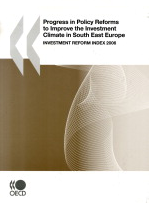 Progress in Policy Reforms
to Improve the Investment
Climate in South East Europe
INVESTMENT REFORM INDEX 2006
OECD